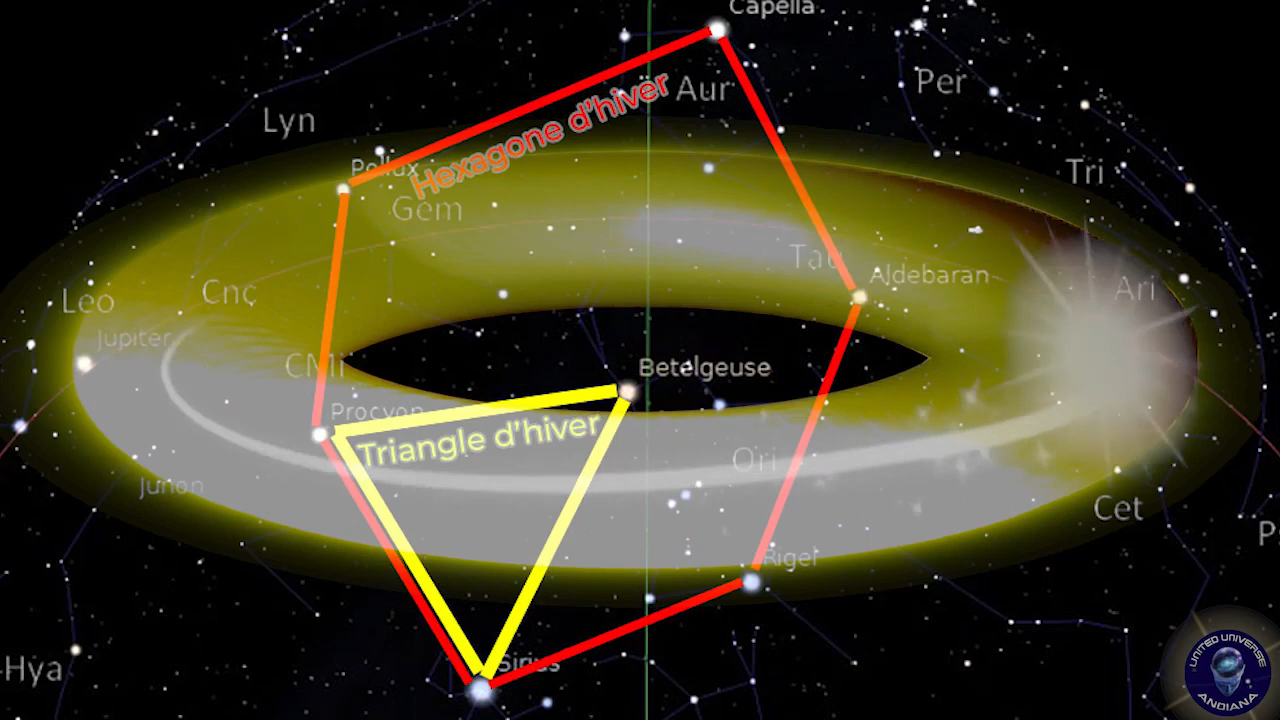 Capella
Aur
Per
Lyn
Hexagone d'hiver
Pollux
Tri
Gem
Tau
Aldebaran
Ari
Cnc
Leo
Jupiter
CMi
Betelgeuse
Procyon
Triangle d'hiver
Ori
Junon
Cet
Rigel
Sirius
Hya
UNITED UNIVERSE
ANDIANA